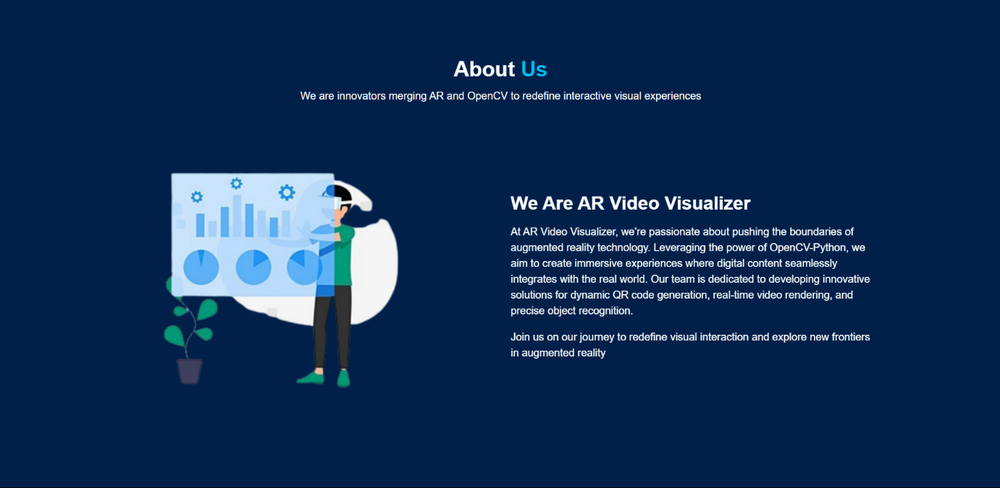 About Us
We are innovators merging AR and OpenCV to redefine interactive visual experiences
We Are AR Video Visualizer
At AR Video Visualizer, we're passionate about pushing the boundaries of
augmented reality technology. Leveraging the power of OpenCV-Python, we
aim to create immersive experiences where digital content seamlessly
integrates with the real world. Our team is dedicated to developing innovative
solutions for dynamic QR code generation, real-time video rendering, and
precise object recognition.
Join us on our journey to redefine visual interaction and explore new frontiers
in augmented reality